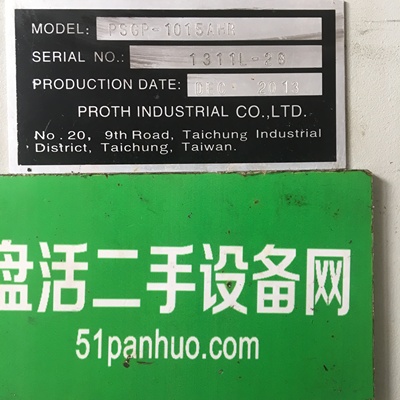 MODEL: PSGP-1015AHR
SERIAL NO.: 1311L-
PRODUCTION DATE: DEC. 2013
PROTH INDUSTRIAL CO.,LTD.
No. 20, 9th Road, Taichung Industrial
District, Taichung, Taiwan.
盘活二手设备网
51panhuo.com